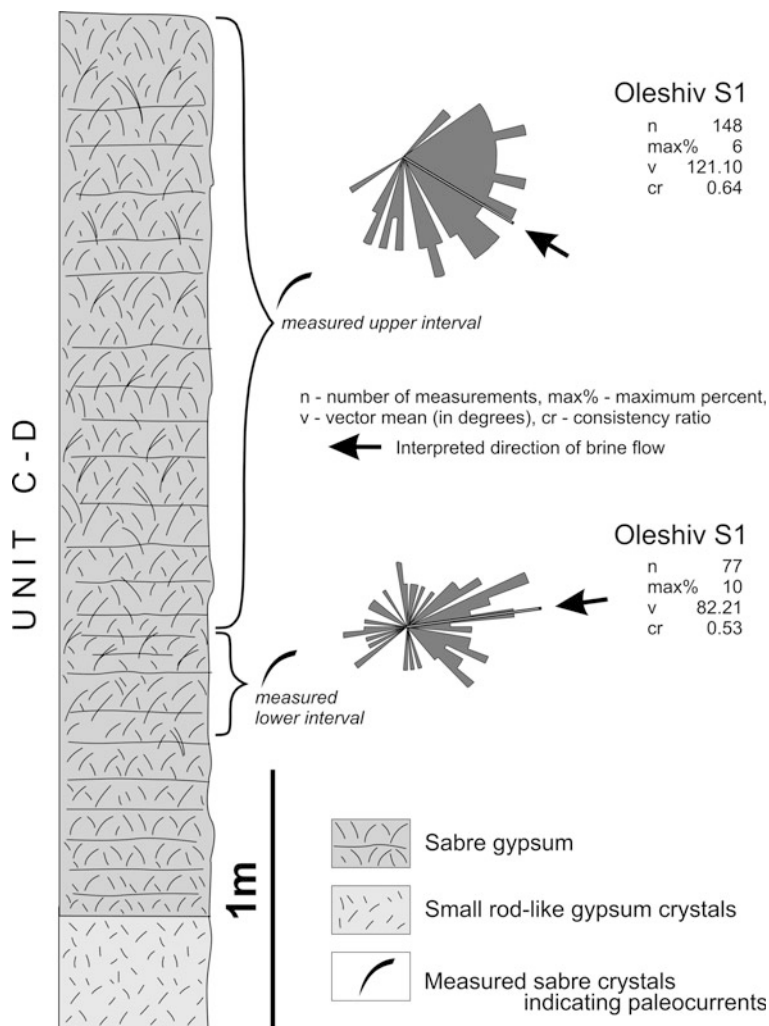 UNIT C-D
Oleshiv S1
n 148
max% 6
v 121.10
cr 0.64
measured upper interval
n - number of measurements, max% - maximum percent,
v - vector mean (in degrees), cr - consistency ratio
Interpreted direction of brine flow
Oleshiv S1
n 77
max% 10
v 82.21
cr 0.53
measured
lower interval
1m
Sabre gypsum
Small rod-like gypsum crystals
Measured sabre crystals
indicating paleocurrents